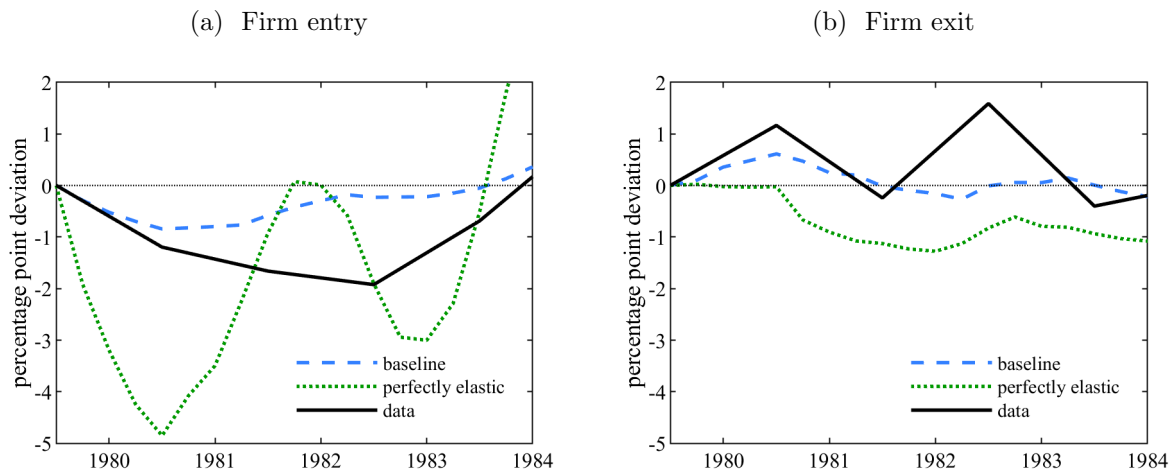 (a) Firm entry
percentage point deviation
2
1
0
-1
-2
-3
-4
-5
baseline
perfectly elastic
data
1980 1981 1982 1983 1984
(b) Firm exit
percentage point deviation
2
1
0
-1
-2
-3
-4
-5
baseline
perfectly elastic
data
1980 1981 1982 1983 1984